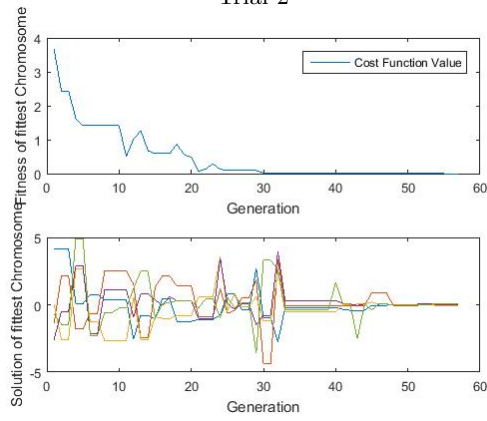 Trial 2
Fitness of fittest Chromosome
4
3
2
1
0
Cost Function Value
0 10 20 30 40 50 60
Generation
Solution of fittest Chromosome
5
0
-5
0 10 20 30 40 50 60
Generation